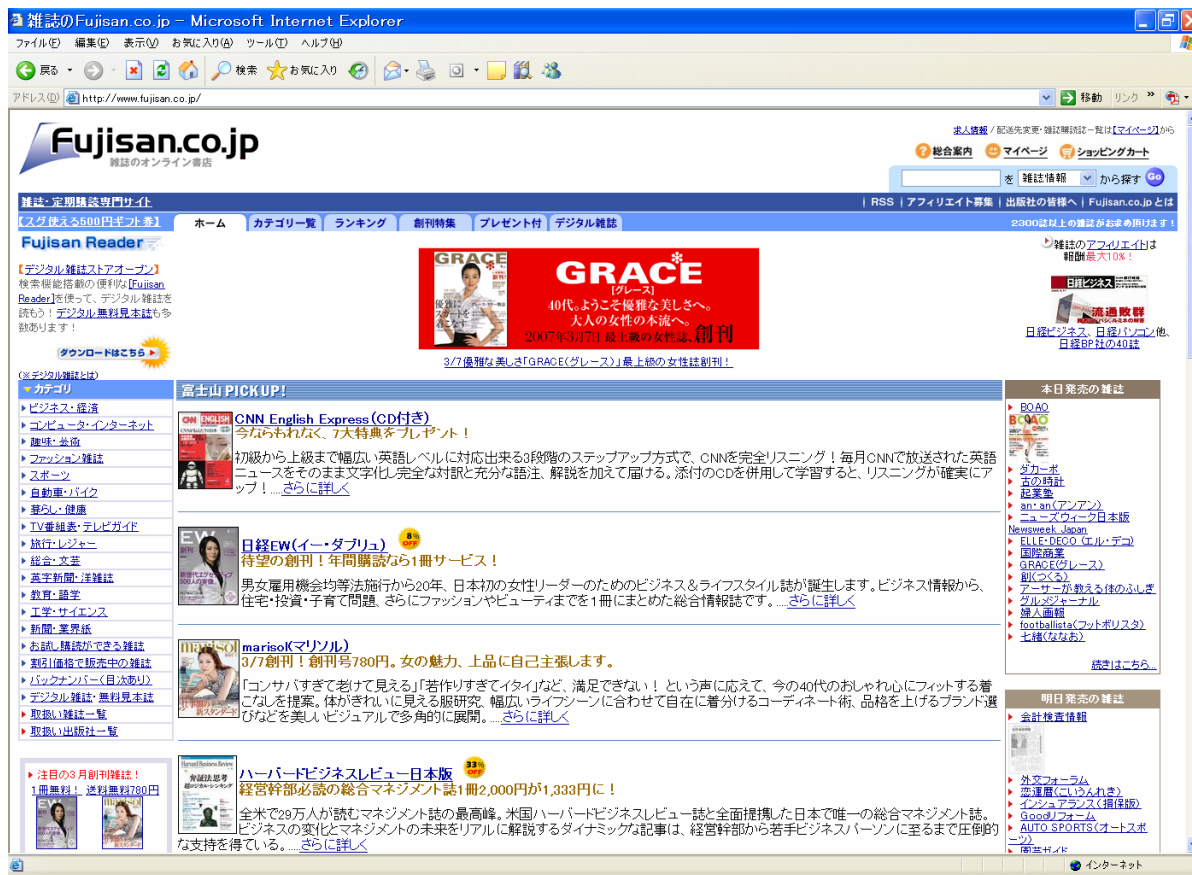 雑誌のFujisan.co.jp - Microsoft Internet Explorer
ファイル(F) 編集(E) 表示(V) お気に入り(A) ツール(T) ヘルプ(H)
戻る 検索 お気に入り
アドレス(D) http://www.fujisan.co.jp/ 移動 リンク »
Fujisan.co.jp
雑誌のオンライン書店
求人情報 / 配送先変更・雑誌購読誌一覧は【マイページ】から
総合案内 マイページ ショッピングカート
を 雑誌情報 から探す Go
雑誌・定期購読専門サイト | RSS | アフィリエイト募集 | 出版社の皆様へ | Fujisan.co.jpとは
【スグ使える500円ギフト券】 ホーム カテゴリ一覧 ランキング 創刊特集 プレゼント付 デジタル雑誌 2300誌以上の雑誌がお求め頂けます!
Fujisan Reader
【デジタル雑誌ストアオープン】
検索機能搭載の便利な[Fujisan
Reader]を使って、デジタル雑誌を
読もう!デジタル無料見本誌も多
数あります!
ダウンロードはこちら
(※デジタル雑誌とは)
GRACE
優雅に
スカートを
着こなす
GRACE
[グレース]
40代。ようこそ優雅な美しさへ。
大人の女性の本流へ。
2007年3月7日 最上級の女性誌、創刊
3/7優雅な美しさ「GRACE(グレース)」最上級の女性誌創刊!
雑誌のアフィリエイトは
報酬最大10%!
日経ビジネス
流通敗群
日経ビジネス、日経パソコン他、
日経BP社の40誌
カテゴリ
ビジネス・経済
コンピュータ・インターネット
趣味・芸術
ファッション雑誌
スポーツ
自動車・バイク
暮らし・健康
TV番組表・テレビガイド
旅行・レジャー
総合・文芸
英字新聞・洋雑誌
教育・語学
工学・サイエンス
新聞・業界紙
お試し購読ができる雑誌
割引価格で販売中の雑誌
バックナンバー(目次あり)
デジタル雑誌・無料見本誌
取扱い雑誌一覧
取扱い出版社一覧
注目の3月創刊雑誌!
1冊無料! 送料無料780円
EW marisol
富士山PICK UP!
CNN ENGLISH
CNN English Express(CD付き)
今ならもれなく、7大特典をプレゼント!
初級から上級まで幅広い英語レベルに対応出来る3段階のステップアップ方式で、CNNを完全リスニング!毎月CNNで放送された英語
ニュースをそのまま文字化し完全な対訳と充分な語注、解説を加えて届ける。添付のCDを併用して学習すると、リスニングが確実にア
ップ!....さらに詳しく
EW
創刊
新世代エグゼクティブ
500人の実像。
日経EW(イー・ダブリュ) 8% OFF
待望の創刊!年間購読なら1冊サービス!
男女雇用機会均等法施行から20年、日本初の女性リーダーのためのビジネス&ライフスタイル誌が誕生します。ビジネス情報から、
住宅・投資・子育て問題、さらにファッションやビューティまでを1冊にまとめた総合情報誌です。....さらに詳しく
marisol
仕事服の
新スタンダード
marisol(マリソル)
3/7創刊!創刊号780円。女の魅力、上品に自己主張します。
「コンサバすぎて老けて見える」「若作りすぎてイタイ」など、満足できない! という声に応えて、今の40代のおしゃれ心にフィットする着
こなしを提案。体がきれいに見える服研究、幅広いライフシーンに合わせて自在に着分けるコーディネート術、品格を上げるブランド選
びなどを美しいビジュアルで多角的に展開。....さらに詳しく
Harvard Business Review
弁証法思考
超ロジカル・シンキング
ハーバードビジネスレビュー日本版 33% OFF
経営幹部必読の総合マネジメント誌1冊2,000円が1,333円に!
全米で29万人が読むマネジメント誌の最高峰。米国ハーバードビジネスレビュー誌と全面提携した日本で唯一の総合マネジメント誌。
ビジネスの変化とマネジメントの未来をリアルに解説するダイナミックな記事は、経営幹部から若手ビジネスパーソンに至るまで圧倒的
な支持を得ている。....さらに詳しく
本日発売の雑誌
BOAO
BOAO
ダカーポ
古の時計
起業塾
an・an(アンアン)
ニューズウィーク日本版
Newsweek Japan
ELLE・DECO(エル・デコ)
国際商業
GRACE(グレース)
創(つくる)
アーサーが教える体のふしぎ
グルメジャーナル
婦人画報
footballista(フットボリスタ)
七緒(ななお)
続きはこちら...
明日発売の雑誌
会計検査情報
外交フォーラム
恋運暦(こいうんれき)
インシュアランス(損保版)
Goodリフォーム
AUTO SPORTS(オートスポ
ーツ)
園芸ガイド
インターネット